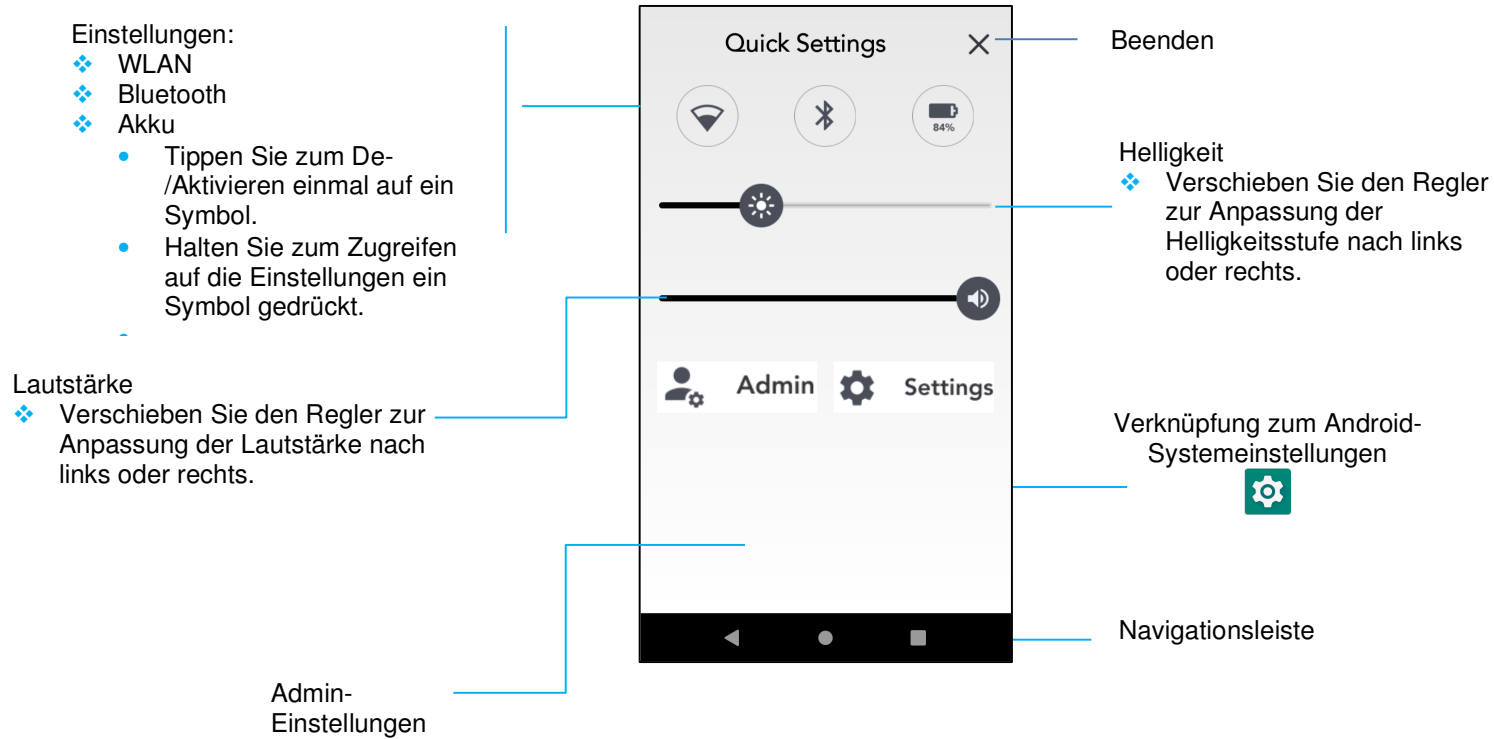 Einstellungen:
WLAN
Bluetooth
Akku
Tippen Sie zum De-
/Aktivieren einmal auf ein
Symbol.
Halten Sie zum Zugreifen
auf die Einstellungen ein
Symbol gedrückt.
Lautstärke
Verschieben Sie den Regler zur
Anpassung der Lautstärke nach
links oder rechts.
Admin-
Einstellungen
Quick Settings
84%
Admin
Settings
Beenden
Helligkeit
Verschieben Sie den Regler
zur Anpassung der
Helligkeitsstufe nach links
oder rechts.
Verknüpfung zum Android-
Systemeinstellungen
Navigationsleiste